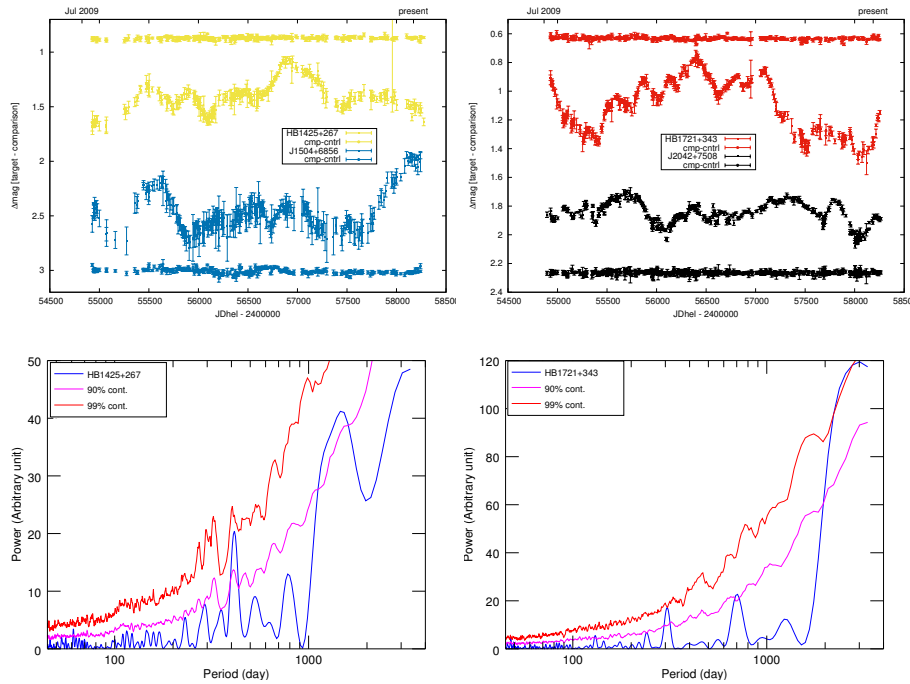 Jul 2009
present
1
1.5
2
2.5
3
Δmag [target - comparison]
HB1425+267
cmp-cntrl
J1504+6856
cmp-cntrl
54500 55000 55500 56000 56500 57000 57500 58000 58500
JDhel - 2400000
Jul 2009
present
0.6
0.8
1
1.2
1.4
1.6
1.8
2
2.2
2.4
Δmag [target - comparison]
HB1721+343
cmp-cntrl
J2042+7508
cmp-cntrl
54500 55000 55500 56000 56500 57000 57500 58000 5850
JDhel - 2400000
50
40
30
20
10
0
Power (Arbitrary unit)
HB1425+267
90% cont.
99% cont.
100 1000
Period (day)
120
100
80
60
40
20
0
Power (Arbitrary unit)
HB1721+343
90% cont.
99% cont.
100 1000
Period (day)